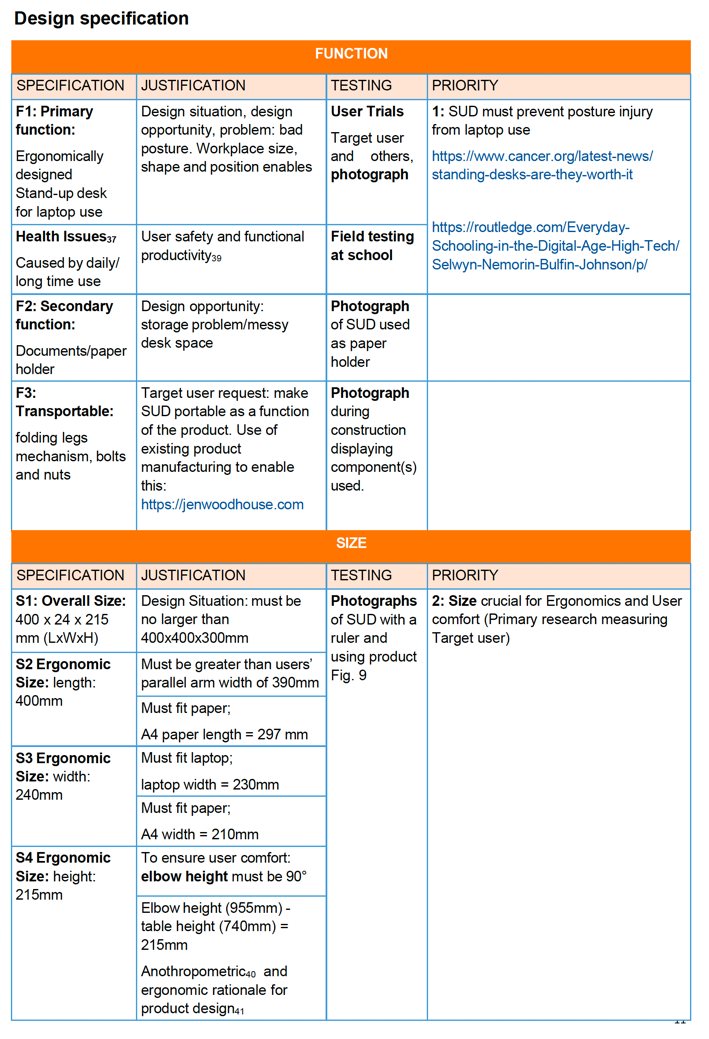 Design specification
FUNCTION
SPECIFICATION JUSTIFICATION TESTING PRIORITY
F1: Primary
function:
Ergonomically
designed
Stand-up desk
for laptop use
Design situation, design
opportunity, problem: bad
posture. Workplace size,
shape and position enables
User Trials
Target user
and others,
photograph
1: SUD must prevent posture injury
from laptop use
https://www.cancer.org/latest-news/
standing-desks-are-they-worth-it
https://routledge.com/Everyday-
Schooling-in-the-Digital-Age-High-Tech/
Selwyn-Nemorin-Bulfin-Johnson/p/
Health Issues37
Caused by daily/
long time use
User safety and functional
productivity39
Field testing
at school
F2: Secondary
function:
Documents/paper
holder
Design opportunity:
storage problem/messy
desk space
Photograph
of SUD used
as paper
holder
F3:
Transportable:
folding legs
mechanism, bolts
and nuts
Target user request: make
SUD portable as a function
of the product. Use of
existing product
manufacturing to enable
this:
https://jenwoodhouse.com
Photograph
during
construction
displaying
component(s)
used.
SIZE
SPECIFICATION JUSTIFICATION TESTING PRIORITY
S1: Overall Size:
400 x 24 x 215
mm (LxWxH)
Design Situation: must be
no larger than
400x400x300mm
Photographs
of SUD with a
ruler and
using product
Fig. 9
2: Size crucial for Ergonomics and User
comfort (Primary research measuring
Target user)
S2 Ergonomic
Size: length:
400mm
Must be greater than users'
parallel arm width of 390mm
Must fit paper;
A4 paper length = 297 mm
S3 Ergonomic
Size: width:
240mm
Must fit laptop;
laptop width = 230mm
Must fit paper;
A4 width = 210mm
S4 Ergonomic
Size: height:
215mm
To ensure user comfort:
elbow height must be 90°
Elbow height (955mm) -
table height (740mm) =
215mm
Anothropometric40 and
ergonomic rationale for
product design41